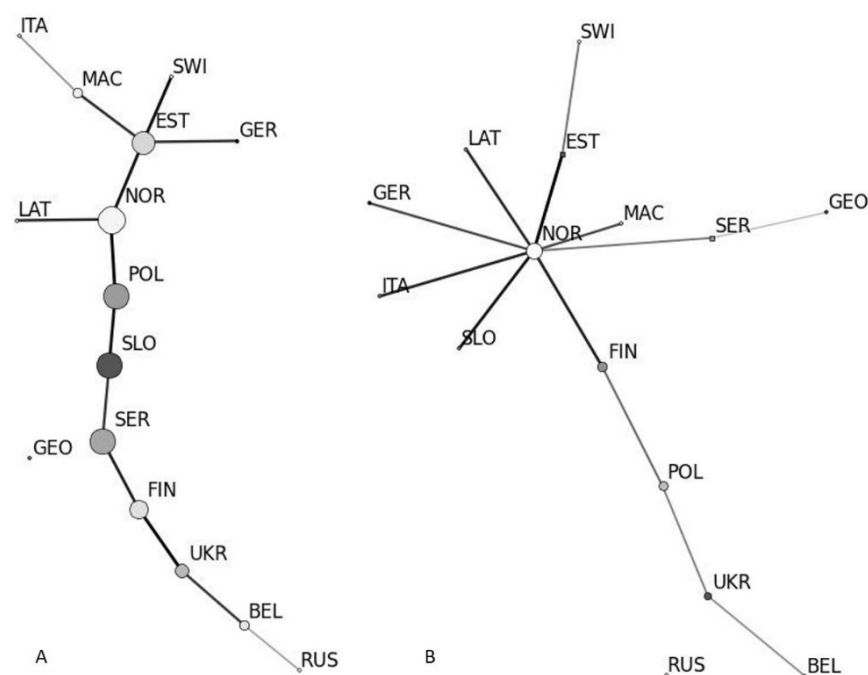 ITA
MAC
SWI
EST
GER
NOR
LAT
POL
SLO
SER
GEO
FIN
UKR
BEL
RUS
A
SWI
LAT
EST
GER
MAC
GEO
NOR
SER
ITA
SLO
FIN
POL
UKR
RUS
BEL
B